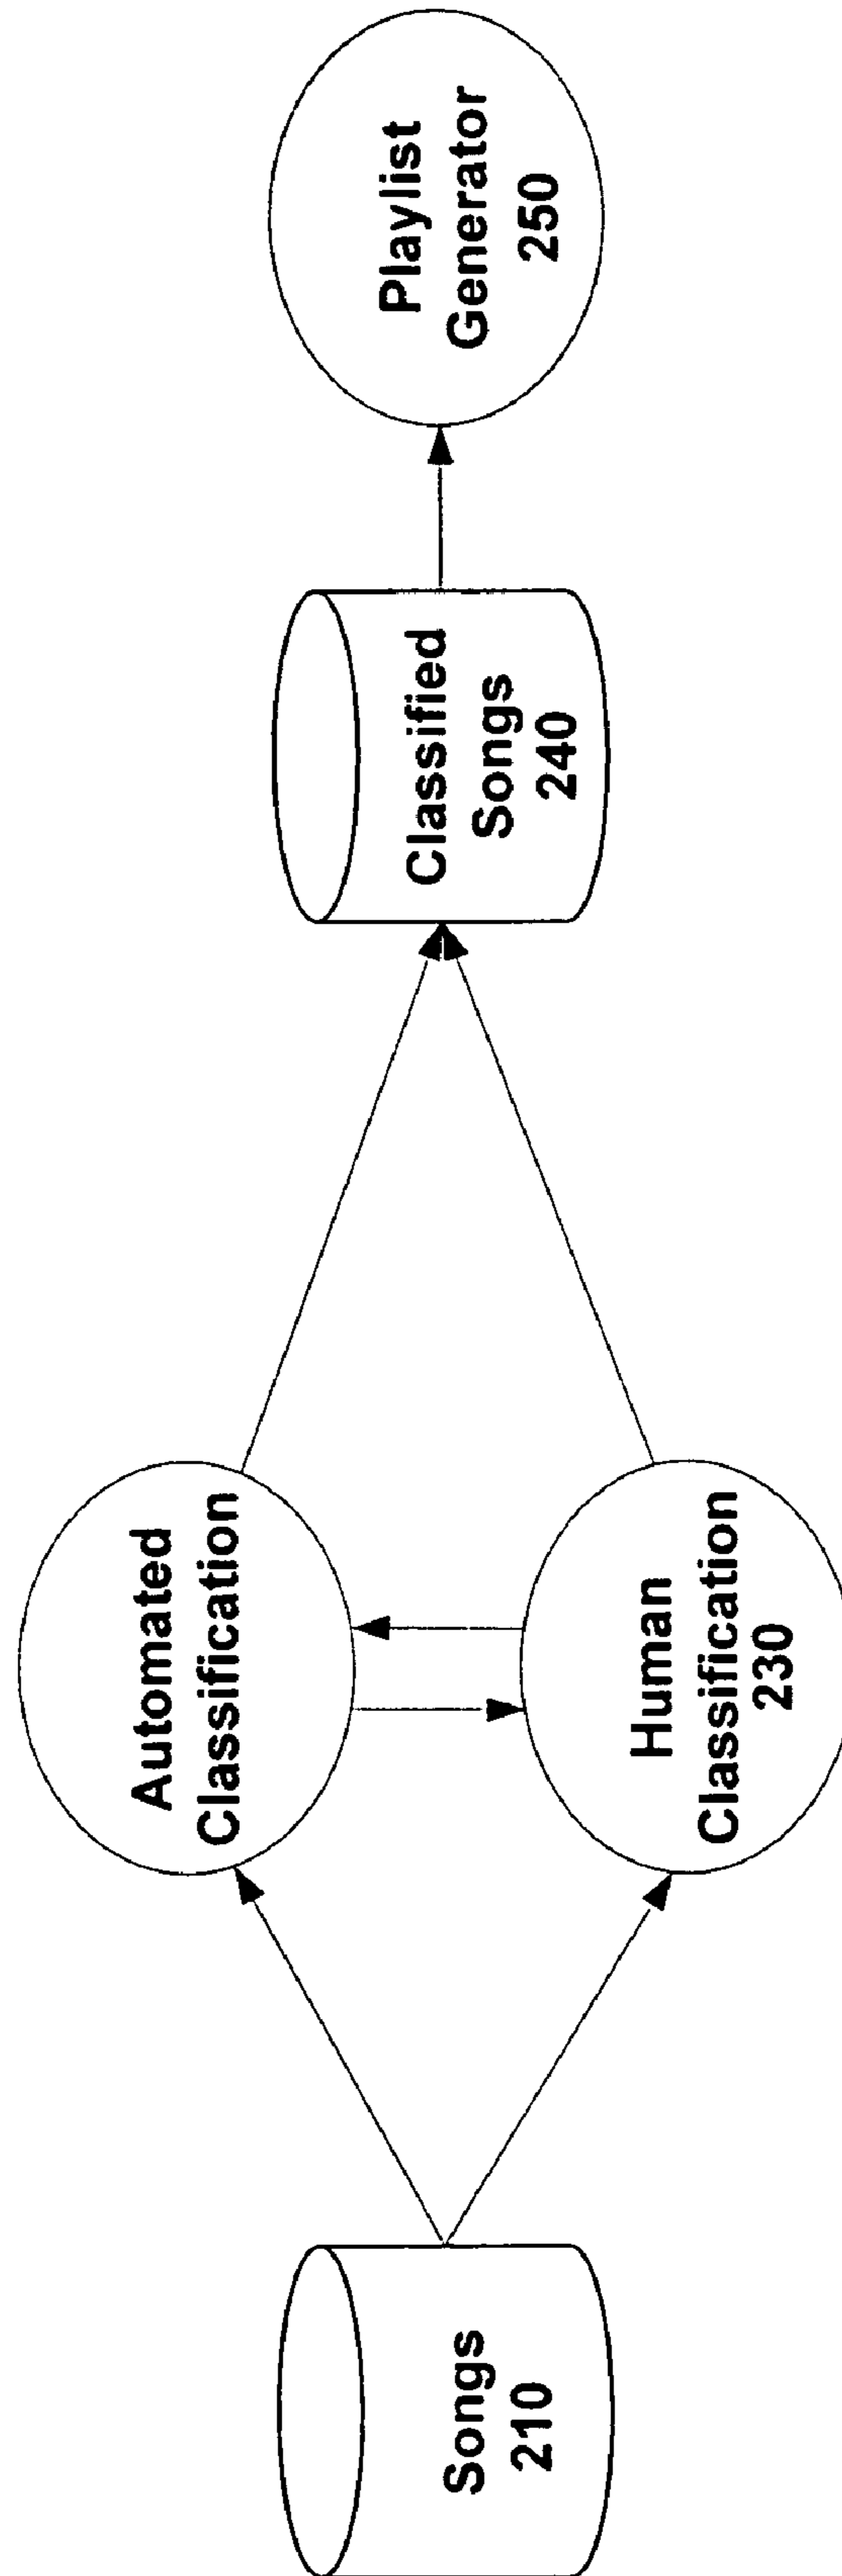 Songs
210
Automated
Classification
Human
Classification
230
Classified
Songs
240
Playlist
Generator
250